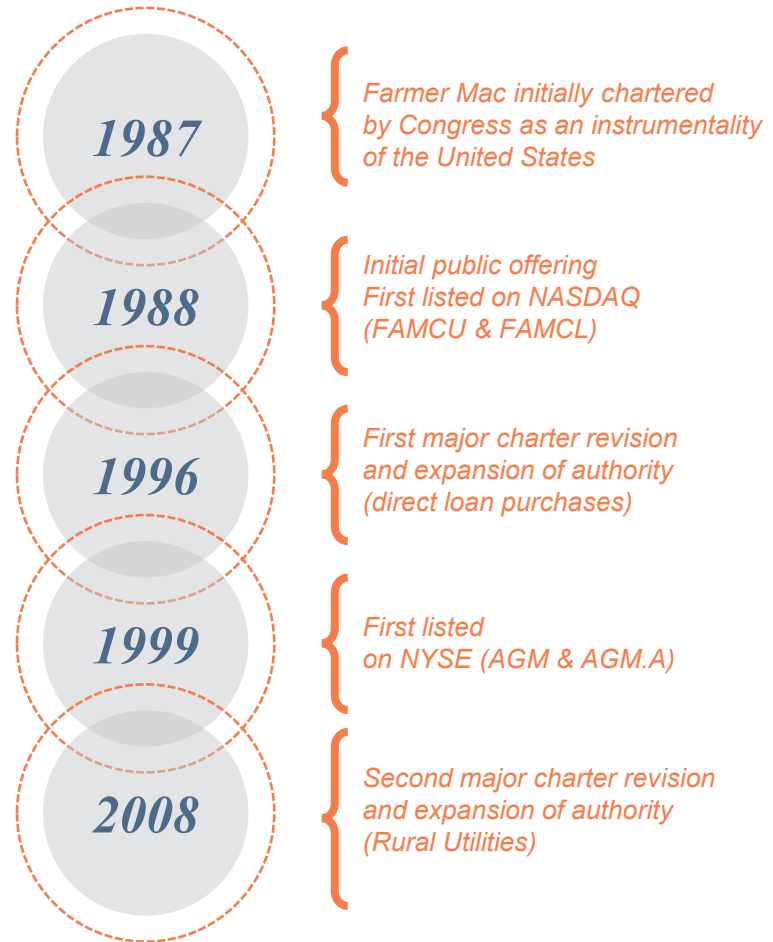 1987
Farmer Mac initially chartered
by Congress as an instrumentality
of the United States
1988
Initial public offering
First listed on NASDAQ
(FAMCU & FAMCL)
1996
First major charter revision
and expansion of authority
(direct loan purchases)
1999
First listed
on NYSE (AGM & AGM.A)
2008
Second major charter revision
and expansion of authority
(Rural Utilities)